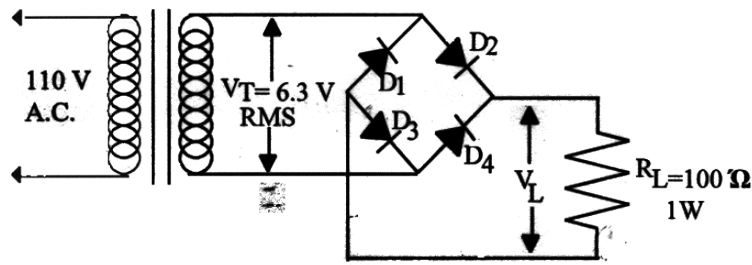 110 V
A.C.
VT= 6.3 V
RMS
D1
D2
D3
D4
VL
RL=100 Ω
1W